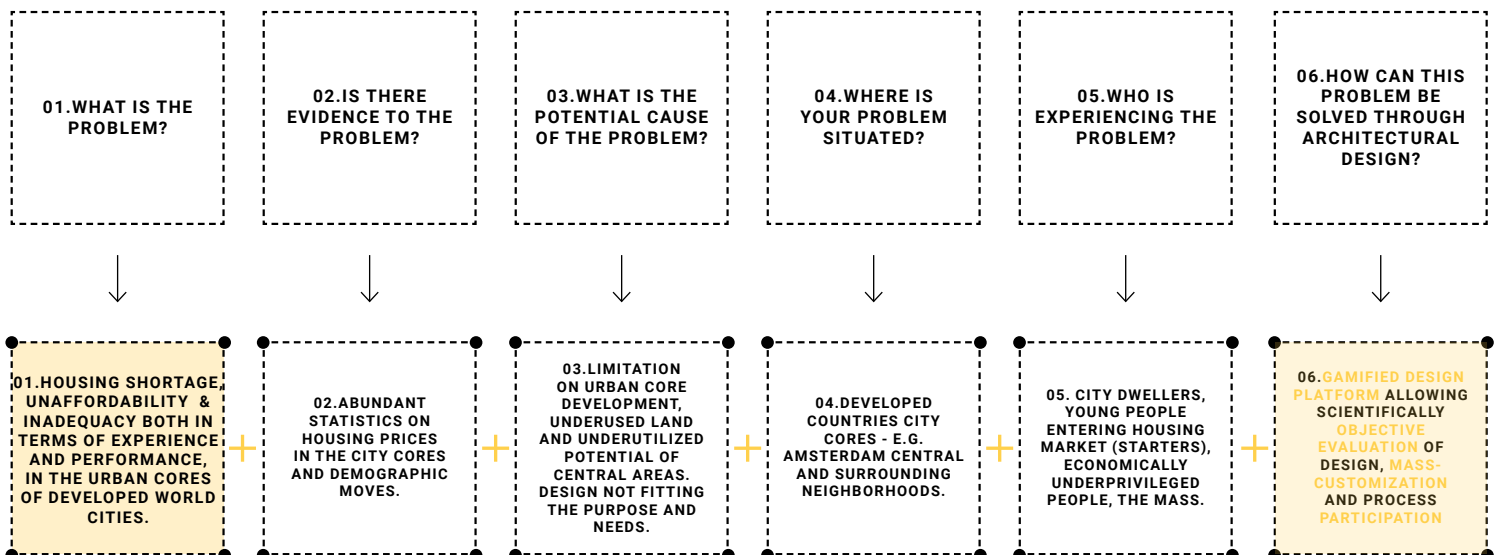 01.WHAT IS THE
PROBLEM?
02.IS THERE
EVIDENCE TO THE
PROBLEM?
03.WHAT IS THE
POTENTIAL CAUSE
OF THE PROBLEM?
04.WHERE IS
YOUR PROBLEM
SITUATED?
05.WHO IS
EXPERIENCING THE
PROBLEM?
06.HOW CAN THIS
PROBLEM BE
SOLVED THROUGH
ARCHITECTURAL
DESIGN?
01.HOUSING SHORTAGE,
UNAFFORDABILITY &
INADEQUACY BOTH IN
TERMS OF EXPERIENCE
AND PERFORMANCE,
IN THE URBAN CORES
OF DEVELOPED WORLD
CITIES.
02.ABUNDANT
STATISTICS ON
HOUSING PRICES
IN THE CITY CORES
AND DEMOGRAPHIC
MOVES.
03.LIMITATION
ON URBAN CORE
DEVELOPMENT,
UNDERUSED LAND
AND UNDERUTILIZED
POTENTIAL OF
CENTRAL AREAS.
DESIGN NOT FITTING
THE PURPOSE AND
NEEDS.
04.DEVELOPED
COUNTRIES CITY
CORES - E.G.
AMSTERDAM CENTRAL
AND SURROUNDING
NEIGHBORHOODS.
05. CITY DWELLERS,
YOUNG PEOPLE
ENTERING HOUSING
MARKET (STARTERS),
ECONOMICALLY
UNDERPRIVILEGED
PEOPLE, THE MASS.
06.GAMIFIED DESIGN
PLATFORM ALLOWING
SCIENTIFICALLY
OBJECTIVE
EVALUATION OF
DESIGN, MASS-
CUSTOMIZATION
AND PROCESS
PARTICIPATION